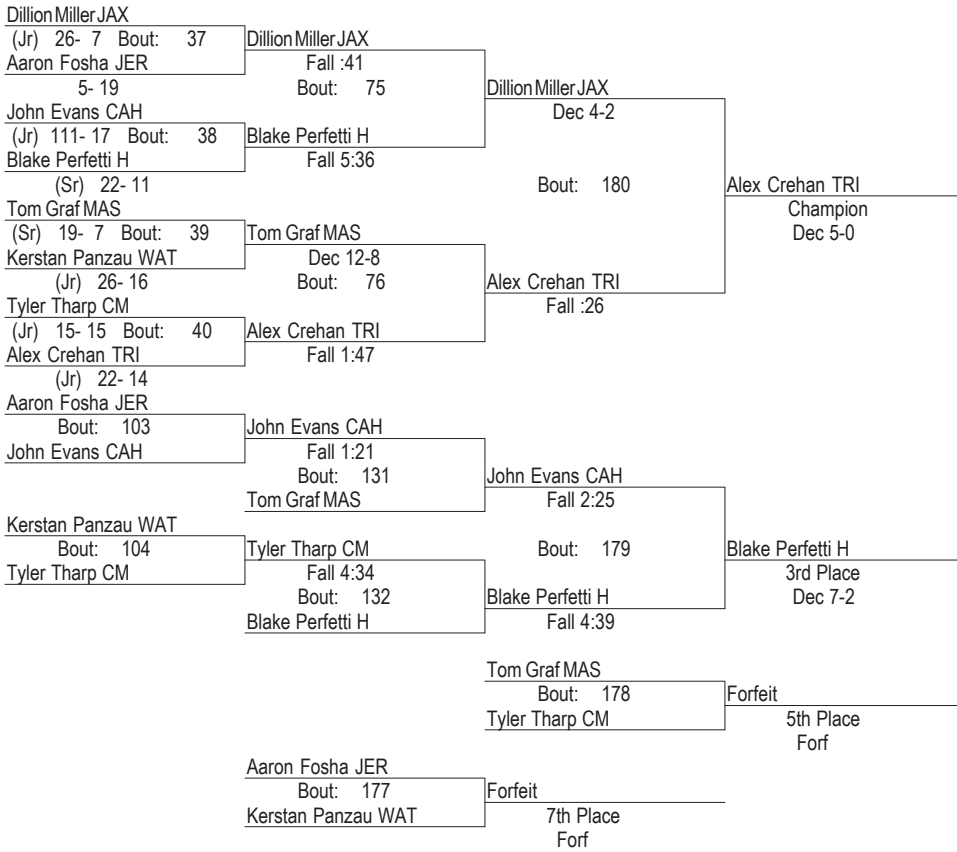 Dillion Miller JAX
(Jr) 26- 7 Bout: 37
Dillion Miller JAX
Aaron Fosha JER
Fall :41
5- 19
Bout: 75
Dillion Miller JAX
John Evans CAH
Dec 4-2
(Jr) 111- 17 Bout: 38
Blake Perfetti H
Blake Perfetti H
Fall 5:36
(Sr) 22- 11
Bout: 180
Alex Crehan TRI
Tom Graf MAS
Champion
(Sr) 19- 7 Bout: 39
Tom Graf MAS
Dec 5-0
Kerstan Panzau WAT
Dec 12-8
(Jr) 26- 16
Bout: 76
Alex Crehan TRI
Tyler Tharp CM
Fall :26
(Jr) 15- 15 Bout: 40
Alex Crehan TRI
Alex Crehan TRI
Fall 1:47
(Jr) 22- 14
Aaron Fosha JER
Bout: 103
John Evans CAH
John Evans CAH
Fall 1:21
Bout: 131
John Evans CAH
Tom Graf MAS
Fall 2:25
Kerstan Panzau WAT
Bout: 104
Tyler Tharp CM
Bout: 179
Blake Perfetti H
Tyler Tharp CM
Fall 4:34
3rd Place
Bout: 132
Blake Perfetti H
Dec 7-2
Blake Perfetti H
Fall 4:39
Tom Graf MAS
Bout: 178
Forfeit
Tyler Tharp CM
5th Place
Forf
Aaron Fosha JER
Bout: 177
Forfeit
Kerstan Panzau WAT
7th Place
Forf